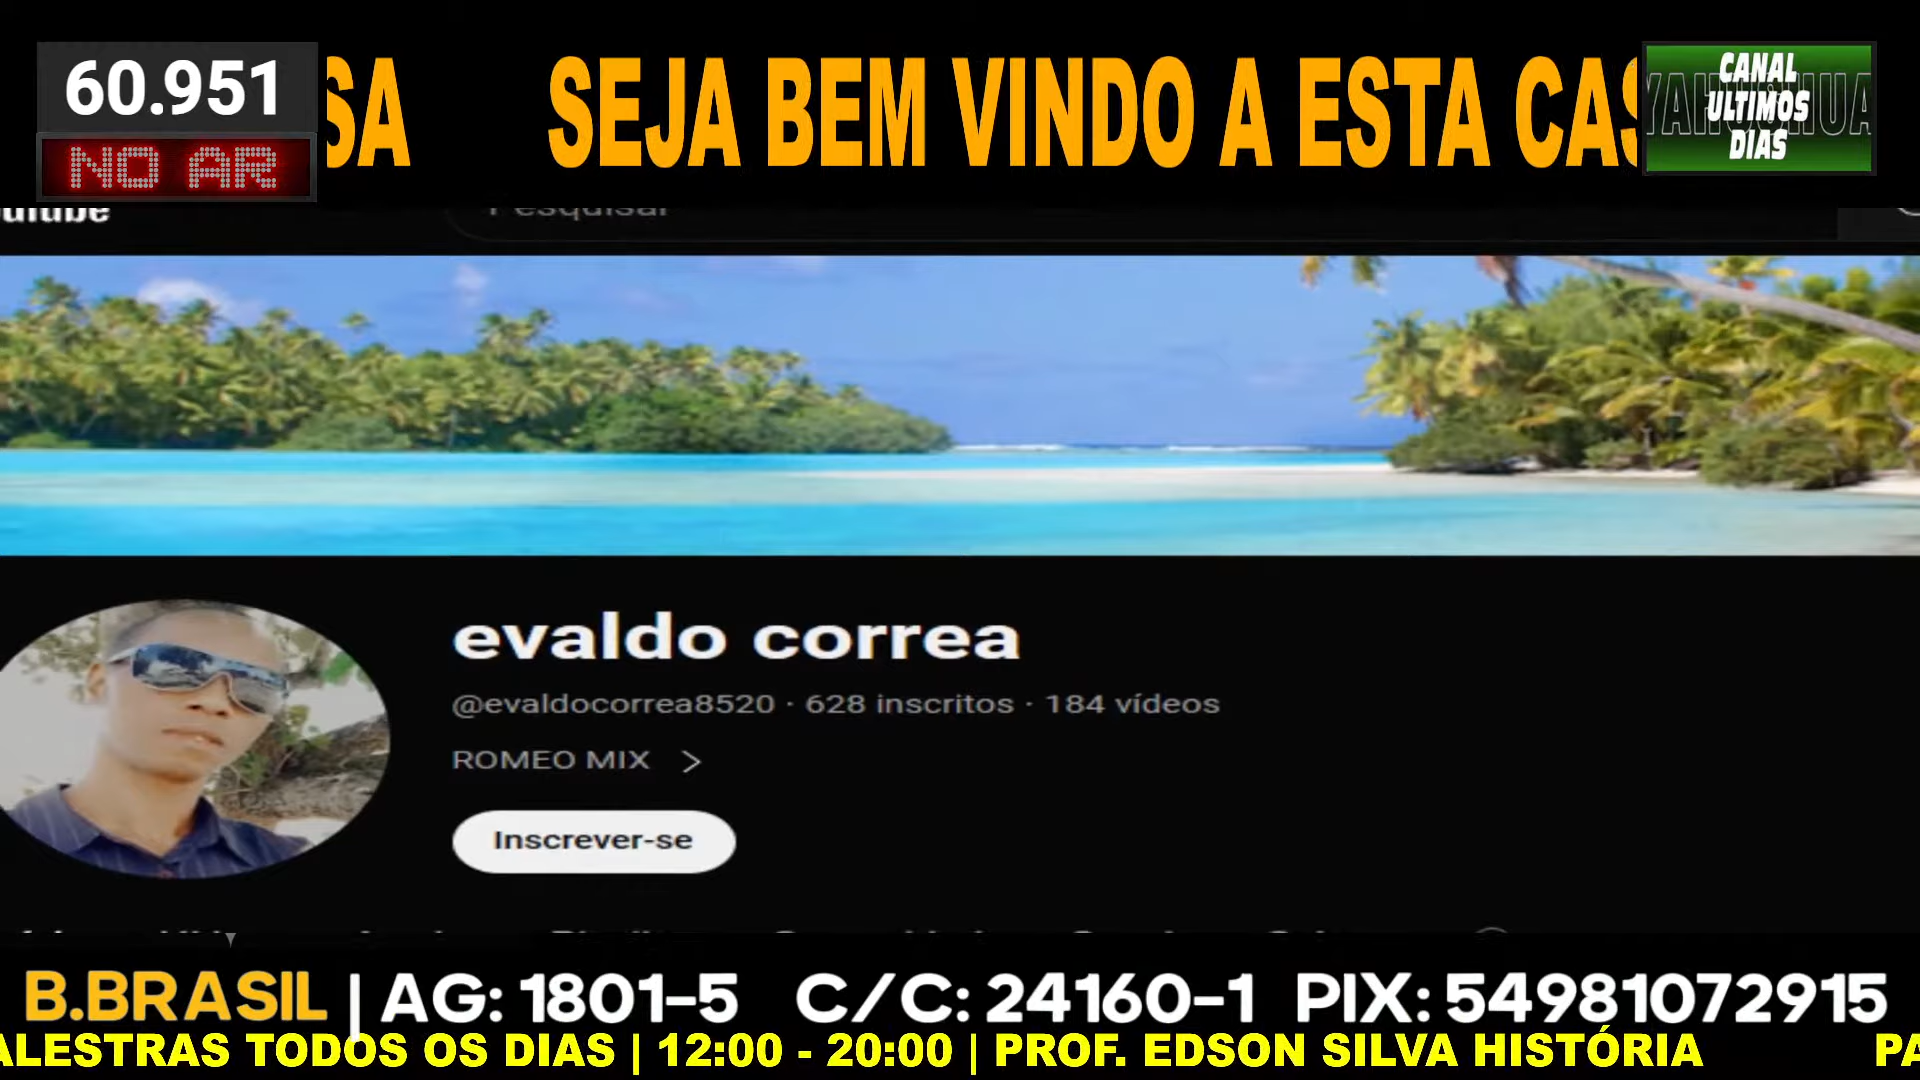 60.951
NO AR
SA SEJA BEM VINDO A ESTA CAS
CANAL
ULTIMOS
DIAS
Pesquisar
evaldo correa
@evaldocorrea8520 · 628 inscritos · 184 vídeos
ROMEO MIX >
Inscrever-se
B.BRASIL | AG: 1801-5 C/C: 24160-1 PIX: 54981072915
ALESTRAS TODOS OS DIAS | 12:00 - 20:00 | PROF. EDSON SILVA HISTÓRIA PA